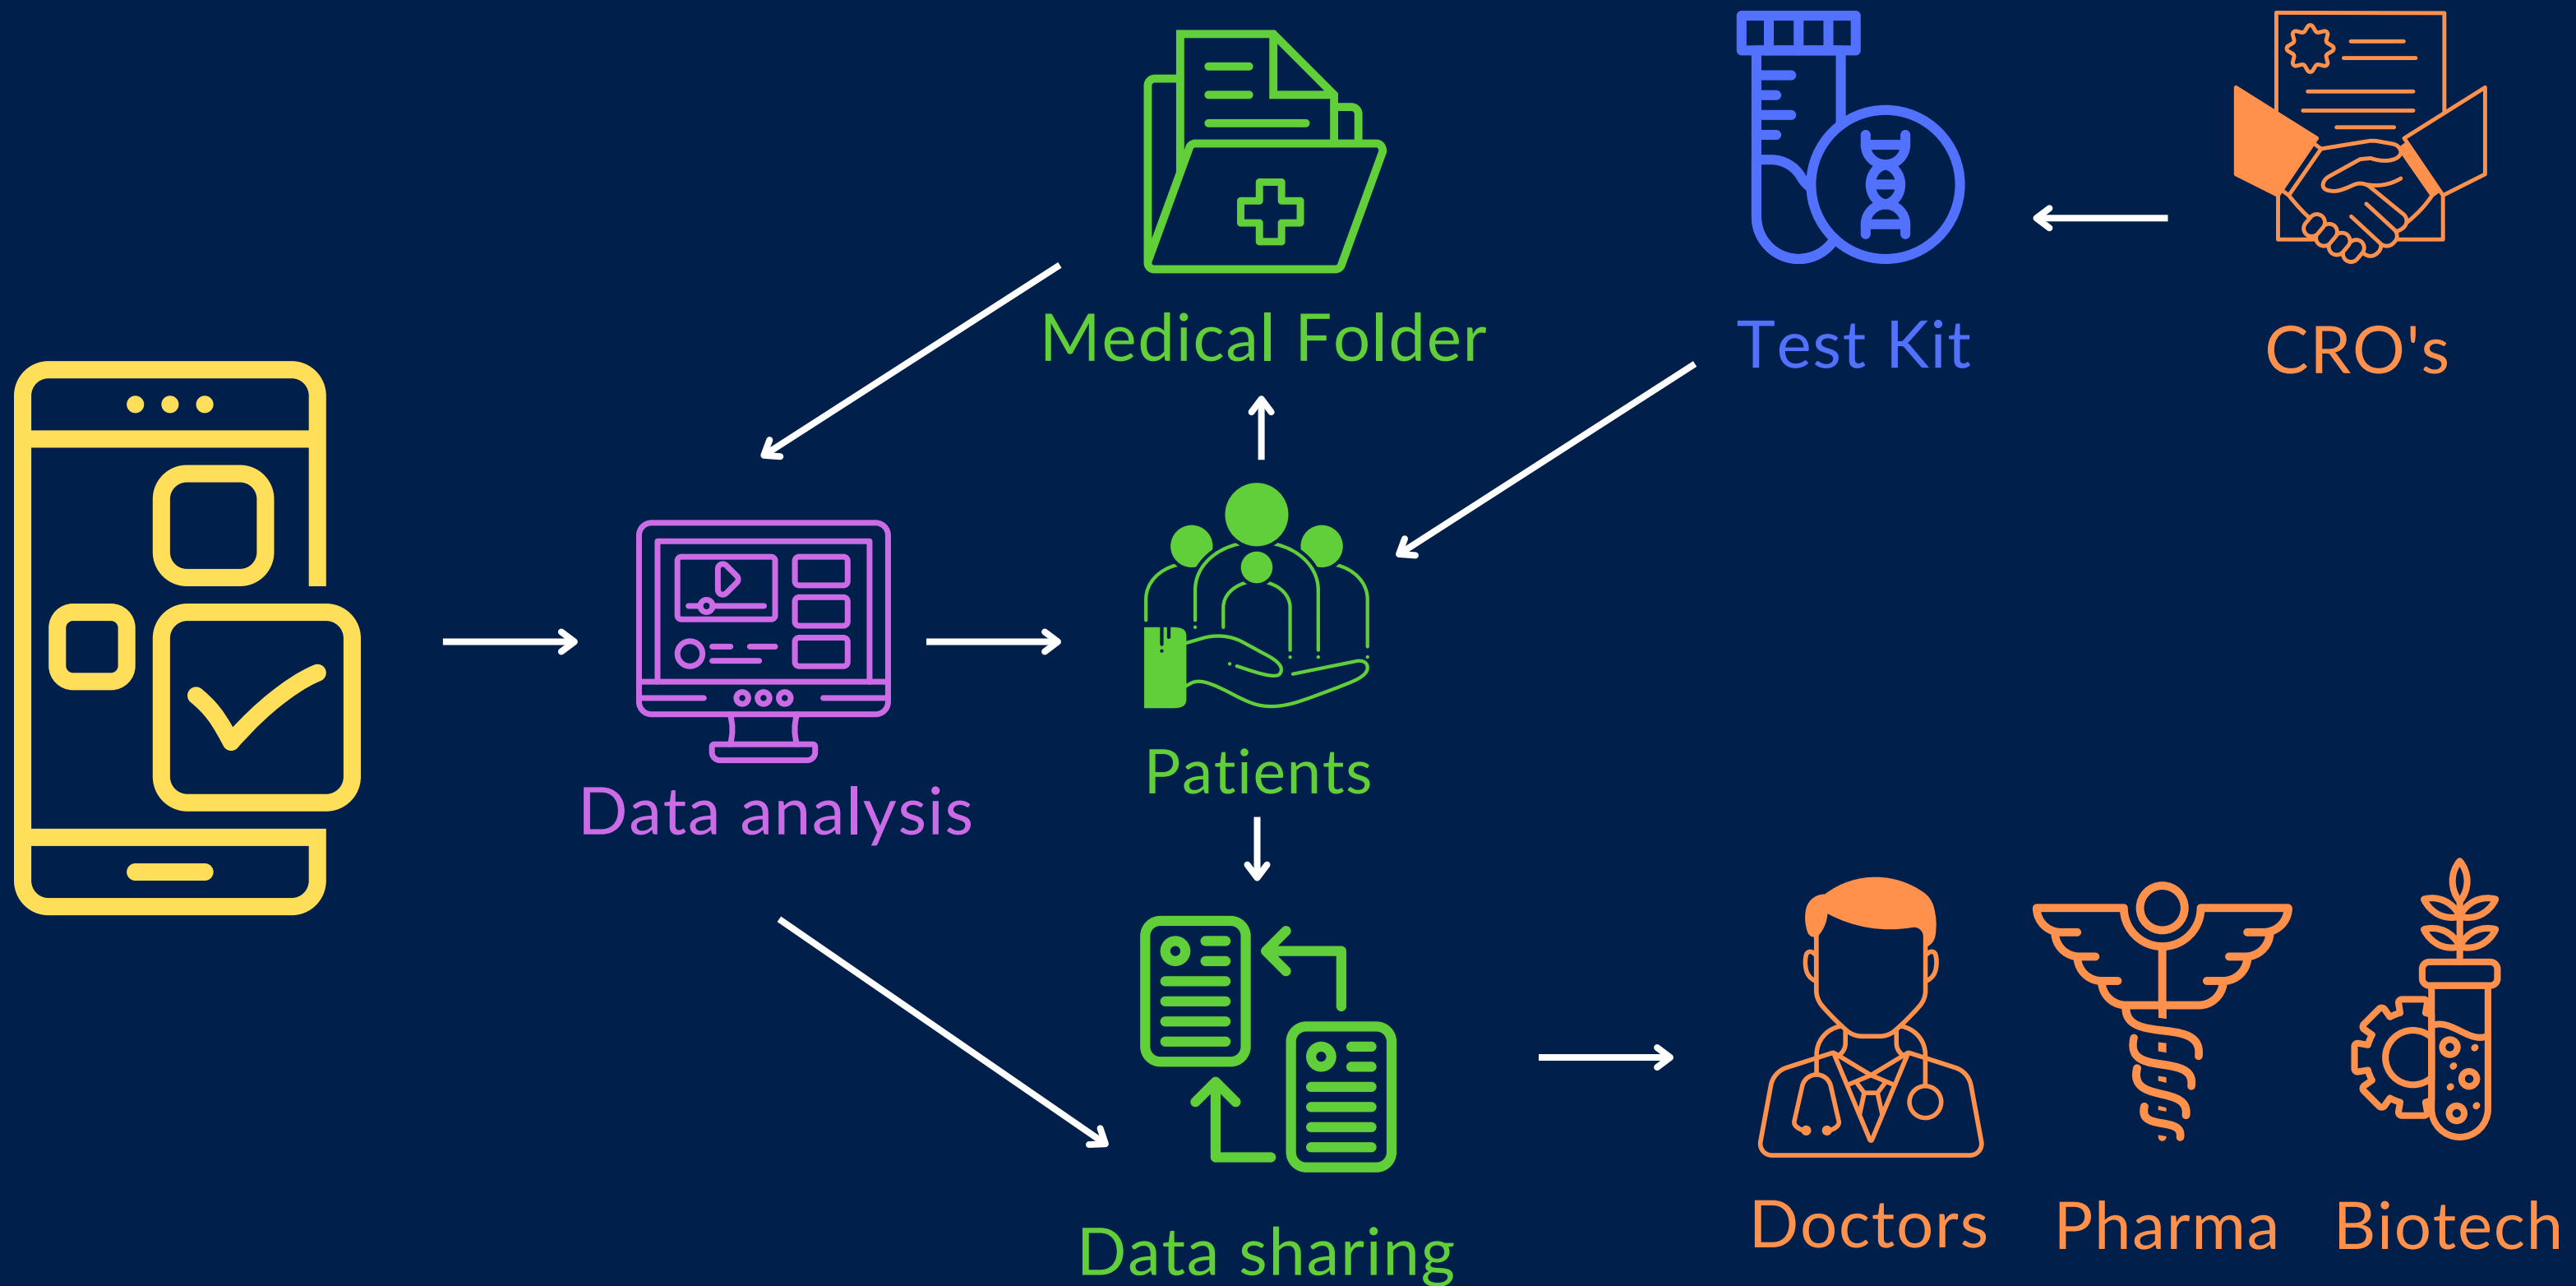 Medical Folder
Test Kit
CRO's
Data analysis
Patients
Data sharing
Doctors
Pharma
Biotech